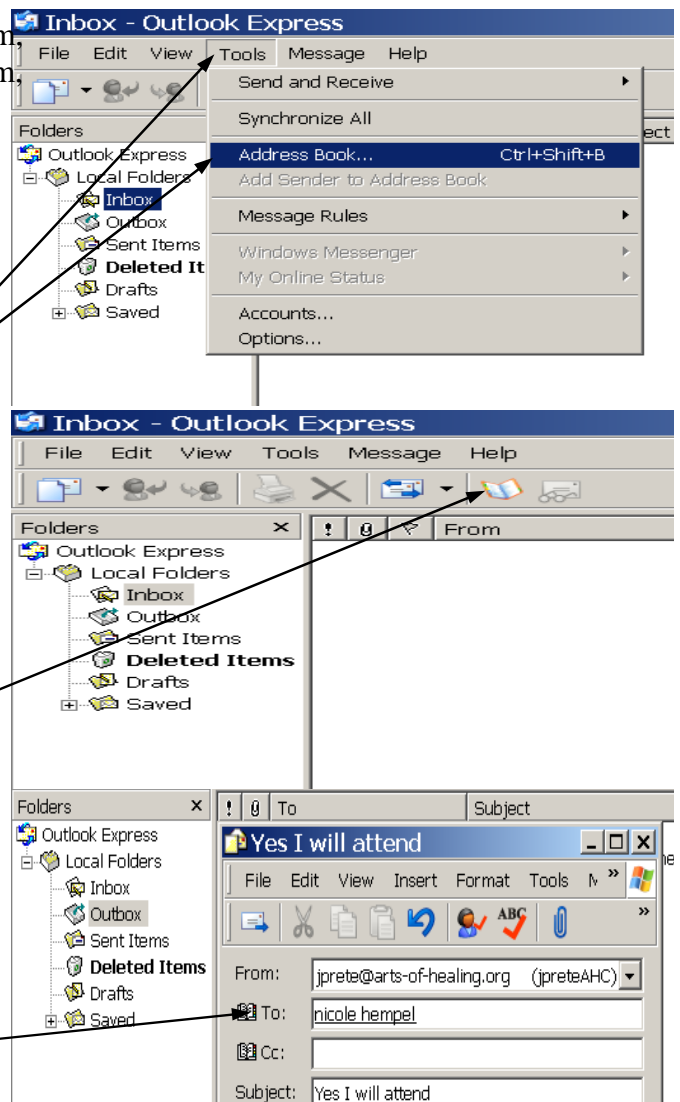 m,
m,
Inbox - Outlook Express
File Edit View Tools Message Help
Send and Receive
Synchronize All
Address Book... Ctrl+Shift+B
Add Sender to Address Book
Message Rules
Windows Messenger
My Online Status
Accounts...
Options...
ect
Folders
Outlook Express
Local Folders
Inbox
Outbox
Sent Items
Deleted It
Drafts
Saved
Inbox - Outlook Express
File Edit View Tools Message Help
Folders x
! From
Outlook Express
Local Folders
Inbox
Outbox
Sent Items
Deleted Items
Drafts
Saved
Folders x
! To Subject
Outlook Express
Local Folders
Inbox
Outbox
Sent Items
Deleted Items
Drafts
Saved
Yes I will attend
File Edit View Insert Format Tools »
ABC »
From: jprete@arts-of-healing.org (jpreteAHC)
To: nicole hempel
Cc:
Subject: Yes I will attend